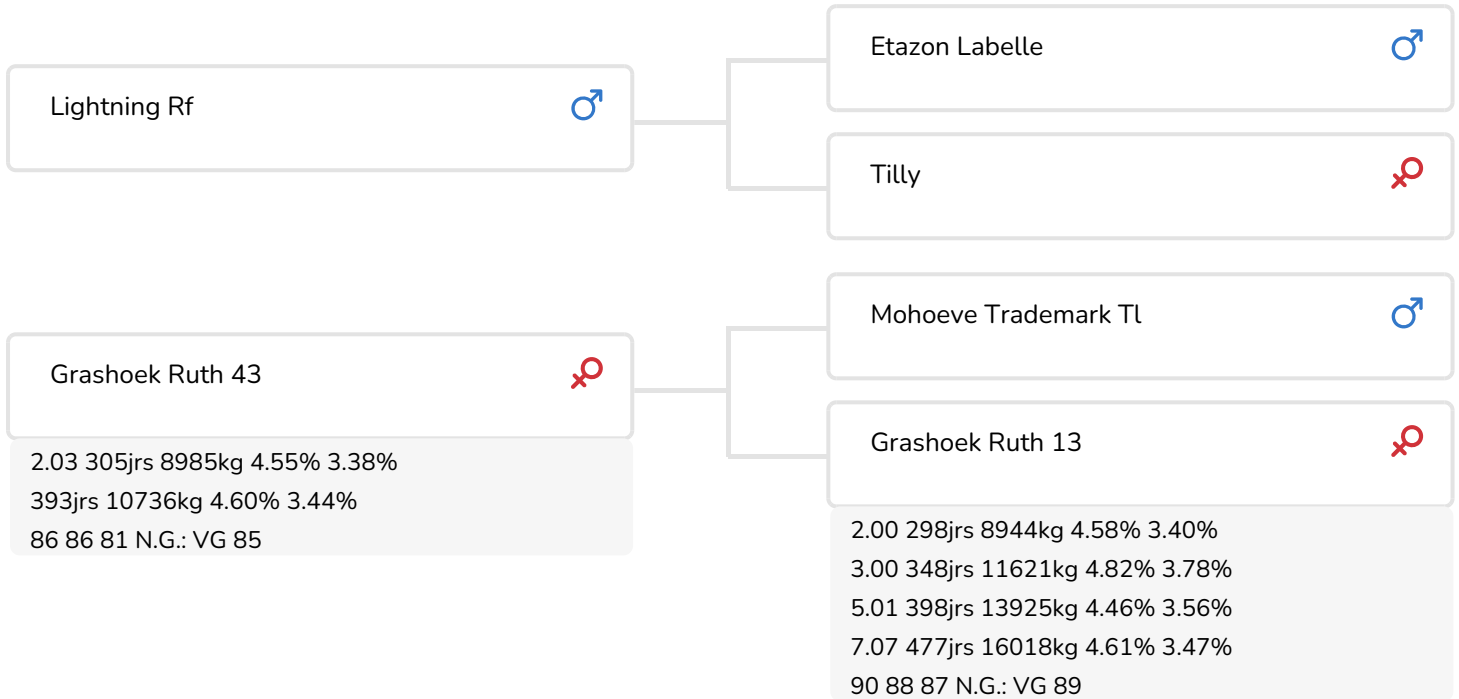 Lightning Rf
Grashoek Ruth 43
2.03 305jrs 8985kg 4.55% 3.38%
393jrs 10736kg 4.60% 3.44%
86 86 81 N.G.: VG 85
Etazon Labelle
Tilly
Mohoeve Trademark Tl
Grashoek Ruth 13
2.00 298jrs 8944kg 4.58% 3.40%
3.00 348jrs 11621kg 4.82% 3.78%
5.01 398jrs 13925kg 4.46% 3.56%
7.07 477jrs 16018kg 4.61% 3.47%
90 88 87 N.G.: VG 89